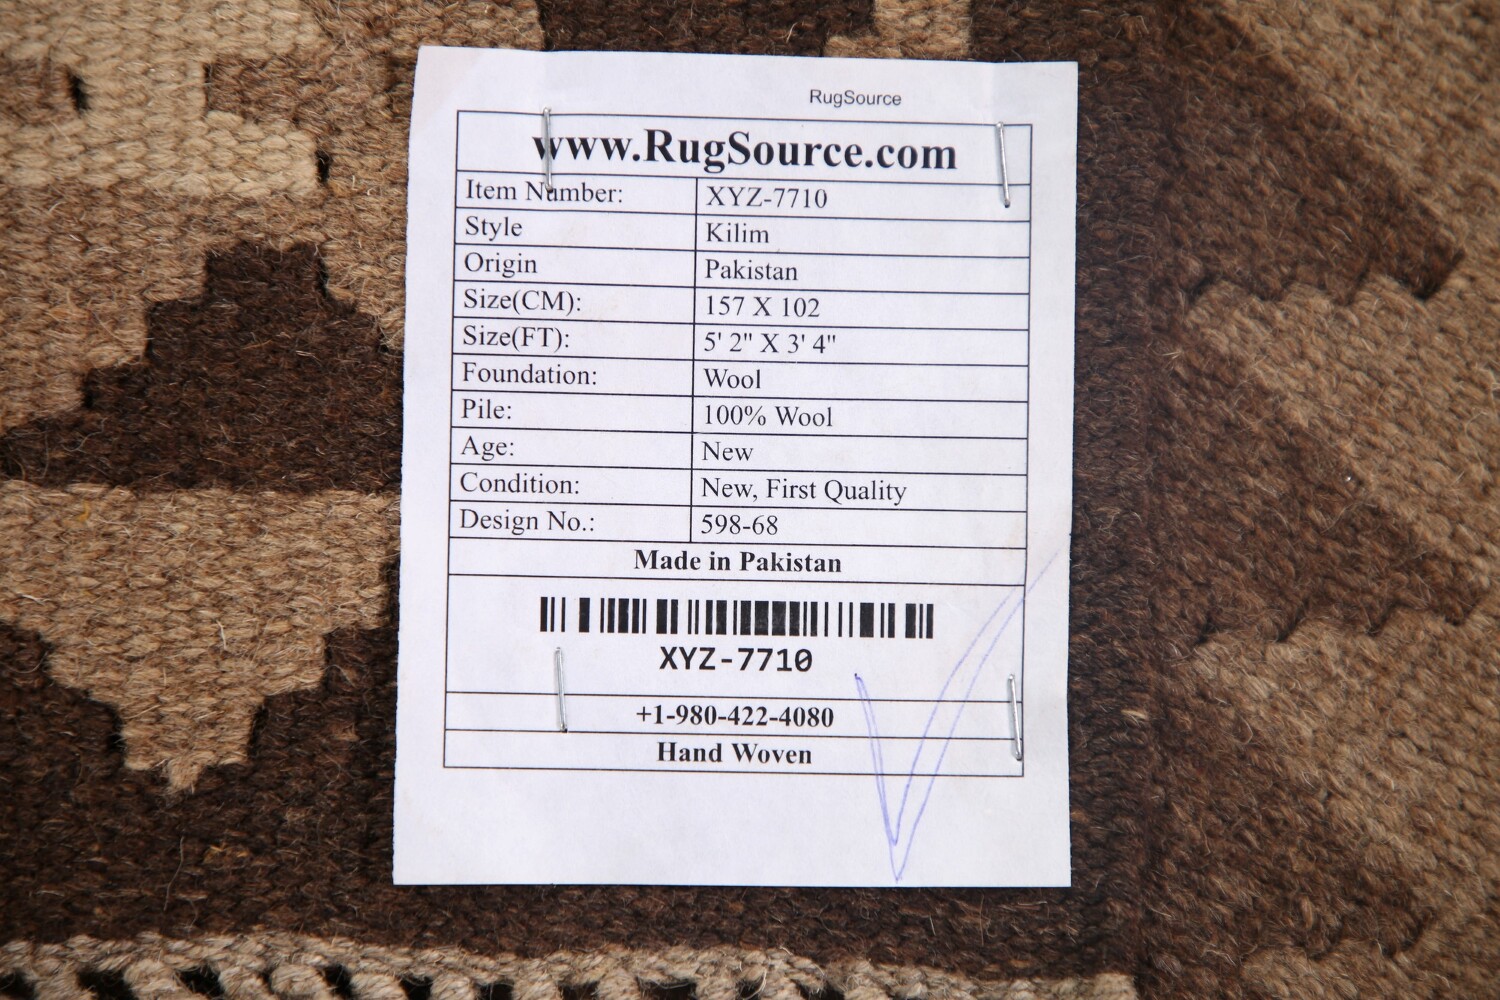 RugSource
www.RugSource.com
Item Number: XYZ-7710
Style Kilim
Origin Pakistan
Size(CM): 157 X 102
Size(FT): 5' 2" X 3' 4"
Foundation: Wool
Pile: 100% Wool
Age: New
Condition: New, First Quality
Design No.: 598-68
Made in Pakistan
XYZ-7710
+1-980-422-4080
Hand Woven